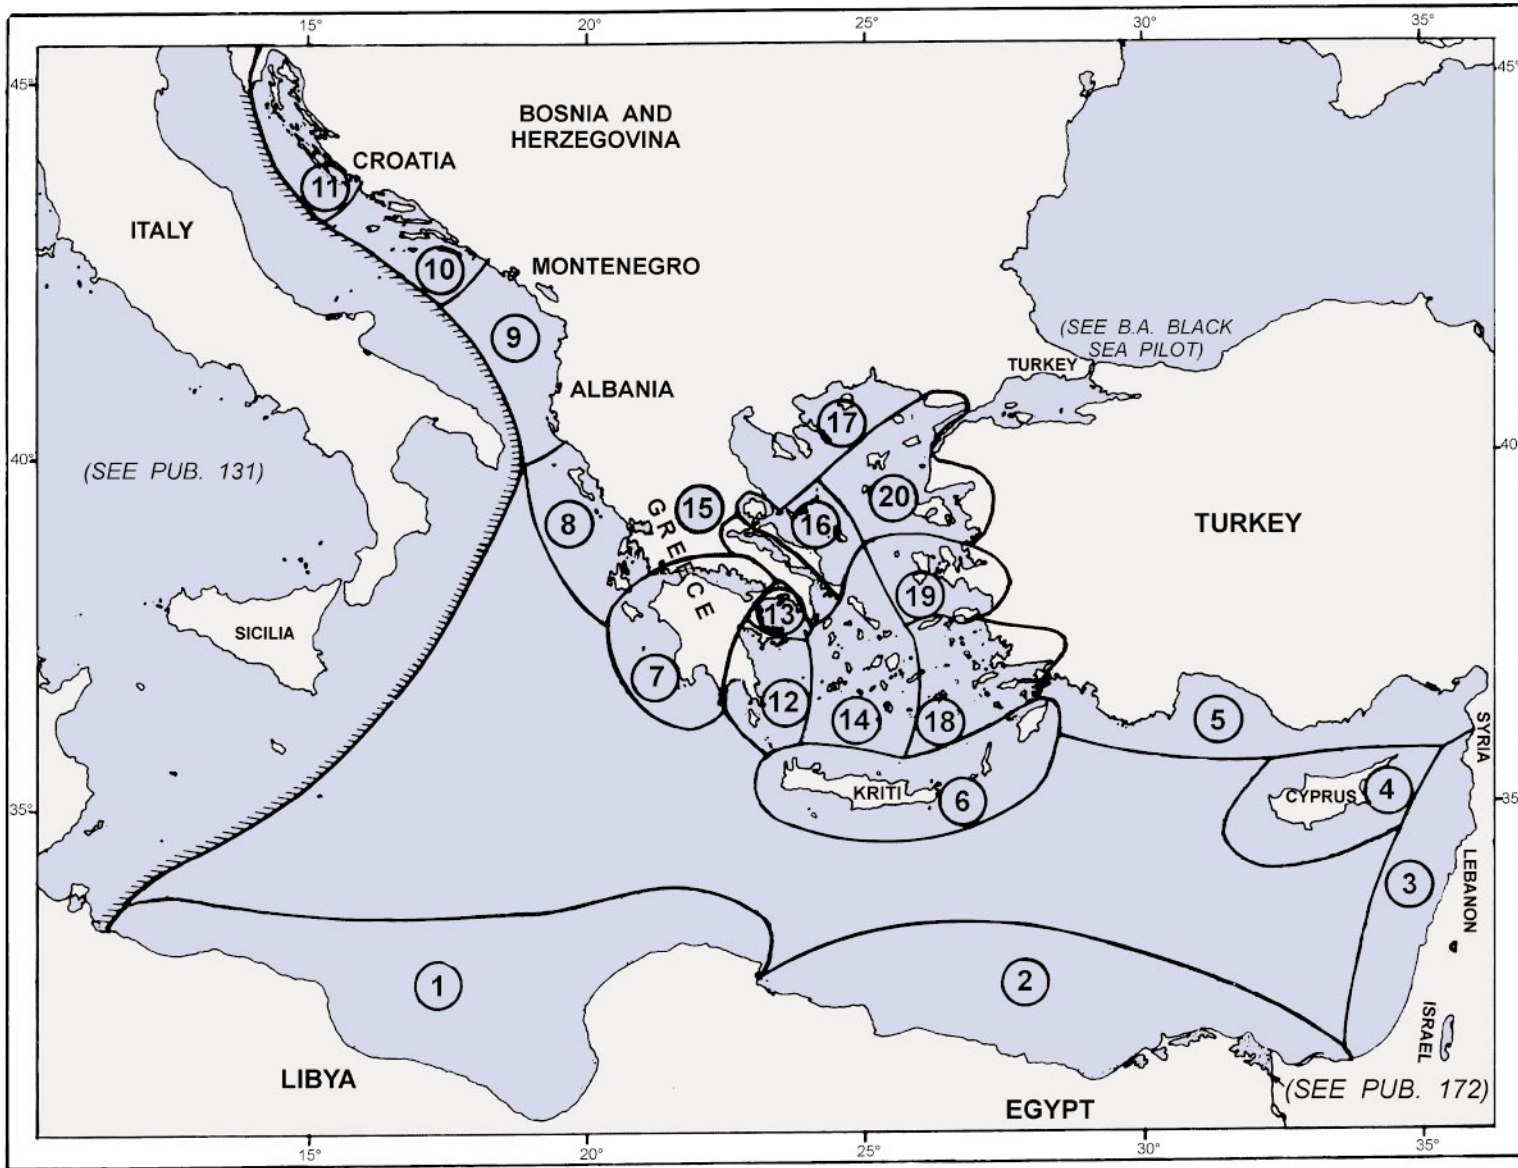 15°
20°
25°
30°
35°
45°
45°
BOSNIA AND
HERZEGOVINA
CROATIA
11
ITALY
10
MONTENEGRO
9
(SEE B.A. BLACK
SEA PILOT)
TURKEY
ALBANIA
17
40°
40°
(SEE PUB. 131)
8
GREECE
15
16
20
TURKEY
19
13
SICILIA
7
12
14
18
5
SYRIA
35°
35°
KRITI
6
CYPRUS
4
3
LEBANON
1
2
ISRAEL
LIBYA
EGYPT
(SEE PUB. 172)
15°
20°
25°
30°
35°